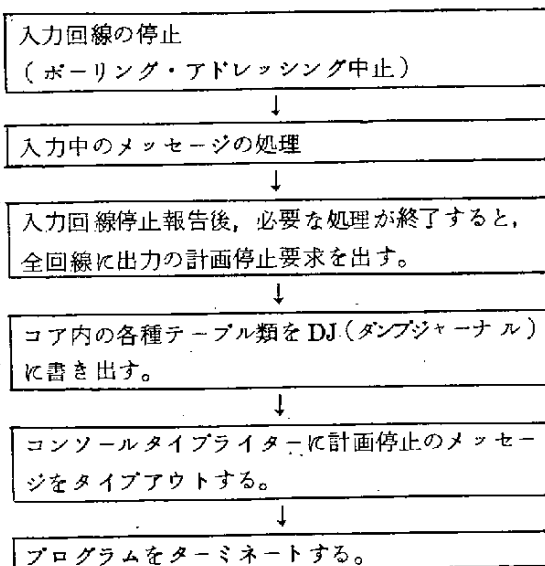 入力回線の停止
(ポーリング・アドレッシング中止)
↓
入力中のメッセージの処理
↓
入力回線停止報告後,必要な処理が終了すると,
全回線に出力の計画停止要求を出す。
↓
コア内の各種テーブル類をDJ(ダンプジャーナル)
に書き出す。
↓
コンソールタイプライターに計画停止のメッセー
ジをタイプアウトする。
↓
プログラムをターミネートする。